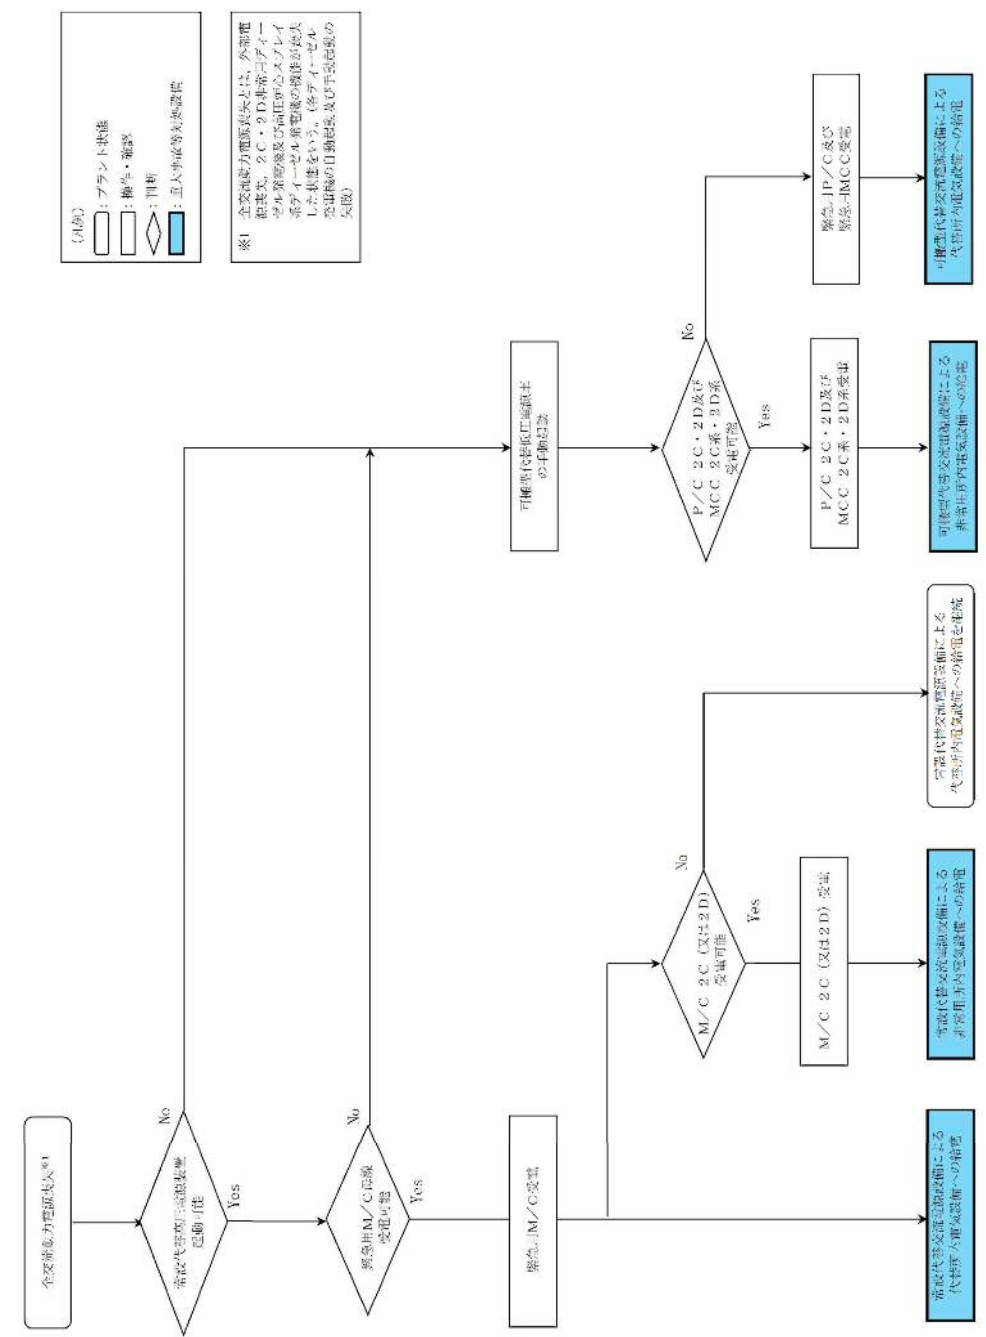 全交流動力電源喪失※1
常設代替高圧電源装置
起動可能
No
Yes
緊急用M/C母線
受電可能
No
Yes
緊急用M/C受電
常設代替交流電源設備による
代替所内電気設備への給電
M/C 2C（又は2D）
受電可能
No
Yes
M/C 2C（又は2D）受電
常設代替交流電源設備による
非常用所内電気設備への給電
常設代替交流電源設備による
代替所内電気設備への給電を継続
可搬型代替低圧電源車
の手動起動
P/C 2C・2D及び
MCC 2C系・2D系
受電可能
No
Yes
P/C 2C・2D及び
MCC 2C系・2D系受電
可搬型代替交流電源設備による
非常用所内電気設備への給電
緊急用P/C及び
緊急用MCC受電
可搬型代替交流電源設備による
代替所内電気設備への給電
（凡例）
：プラント状態
：操作・確認
：判断
：重大事故等対処設備
※1 全交流動力電源喪失とは，外部電
源喪失，2C・2D非常用ディー
ゼル発電機及び高圧炉心スプレイ
系ディーゼル発電機の機能が喪失
した状態をいう。（各ディーゼル
発電機の自動起動及び手動起動の
失敗）